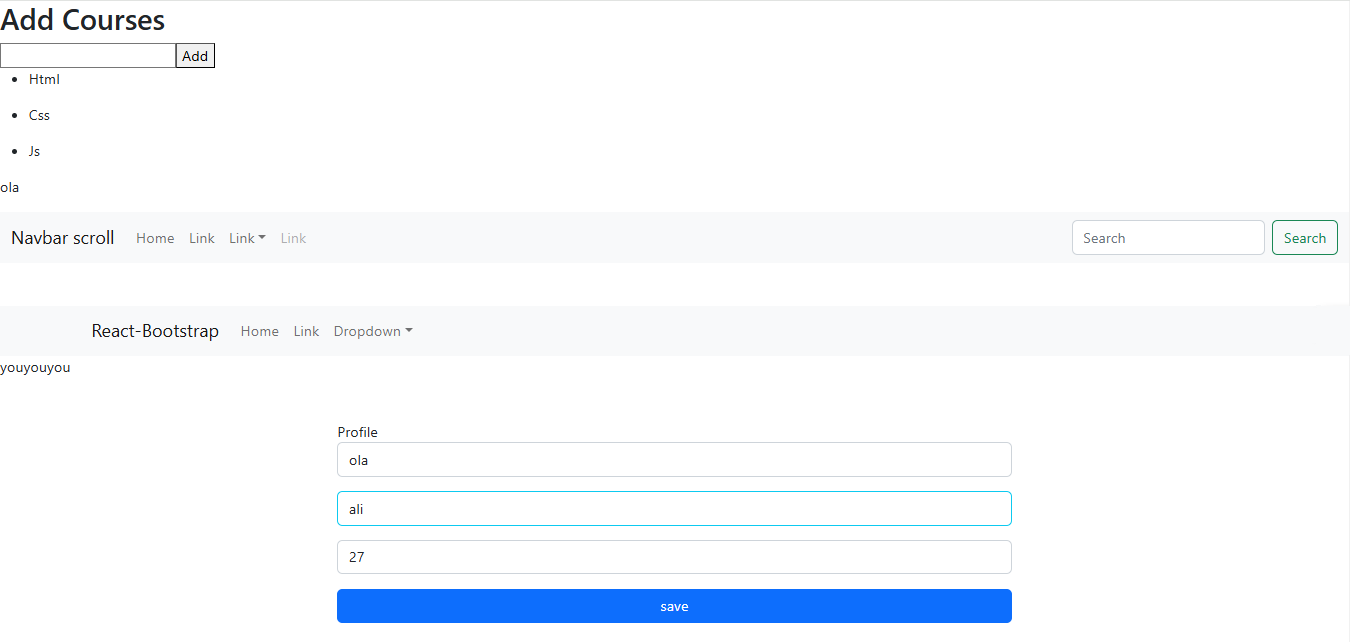 Add Courses
Add
Html
Css
Js
ola
Navbar scroll Home Link Link Link Search Search
React-Bootstrap Home Link Dropdown
youyouyou
Profile
ola
ali
27
save